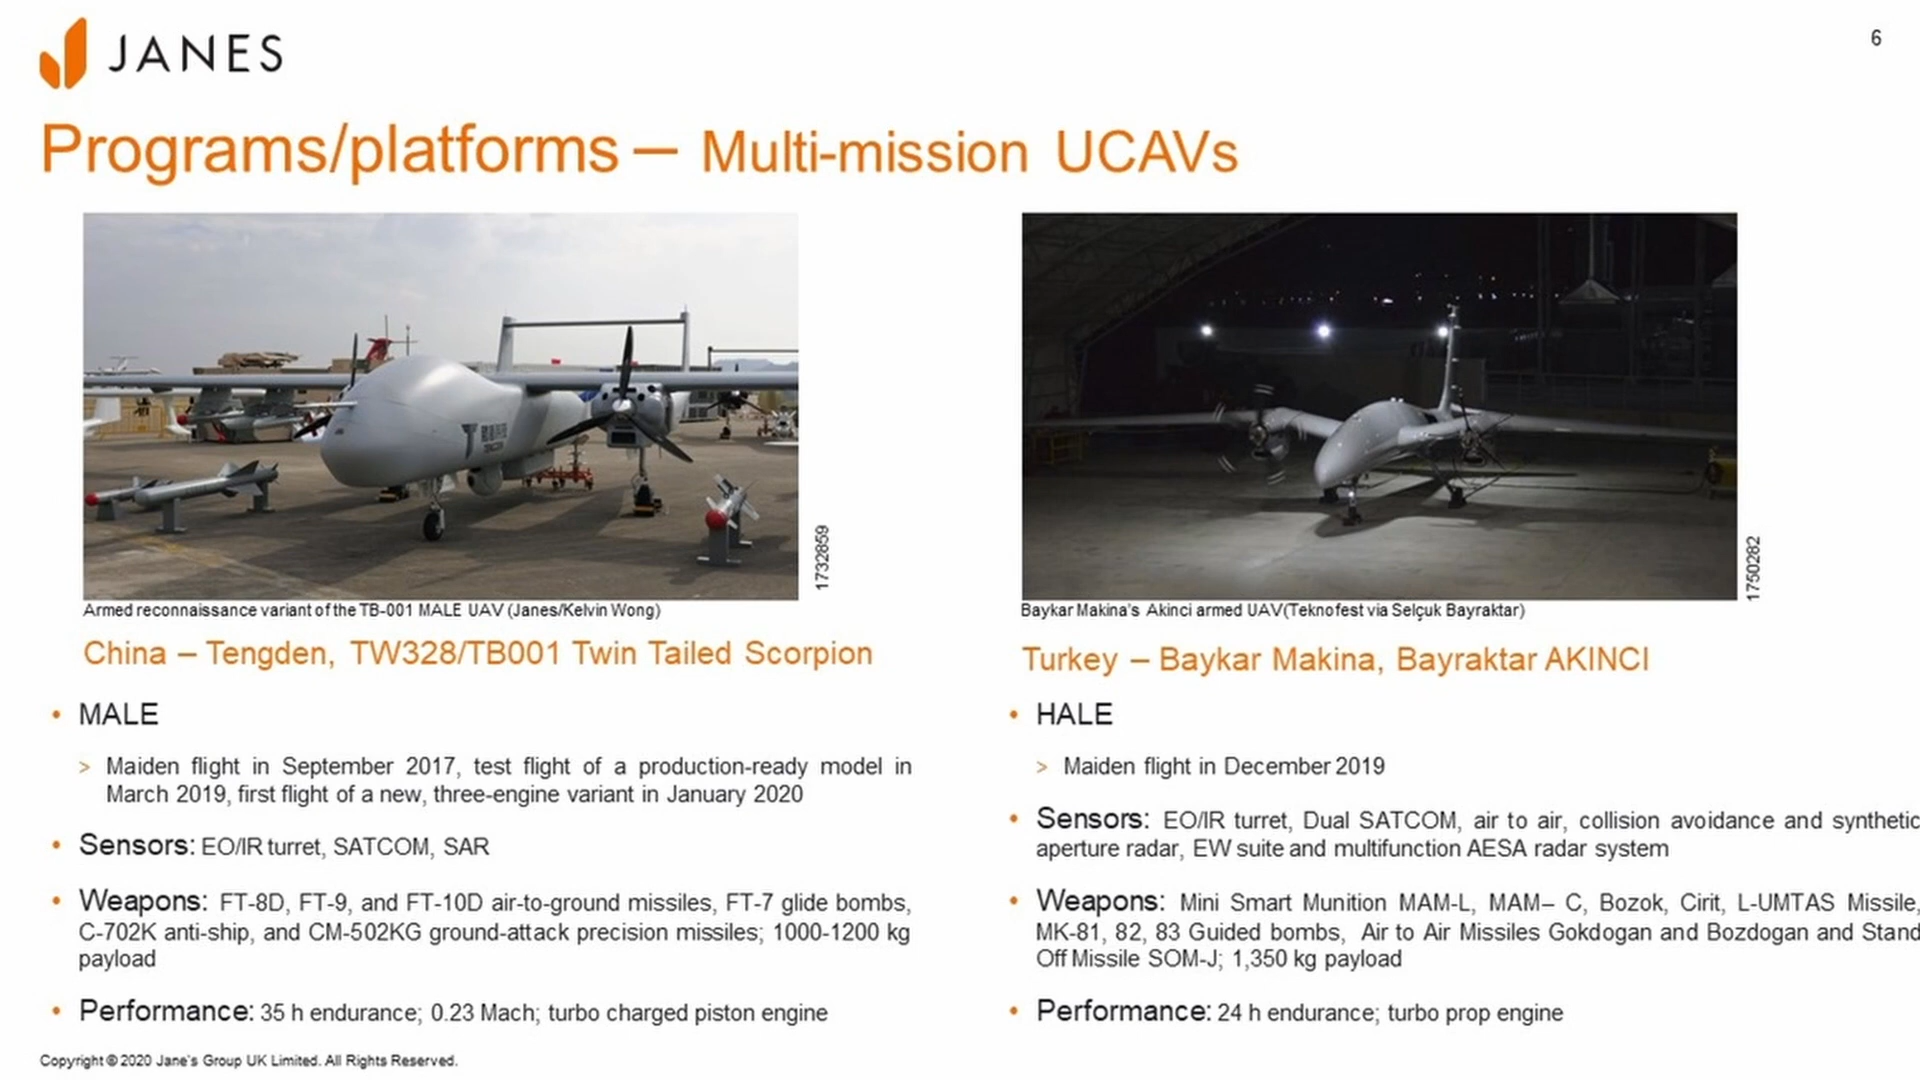 JANES
6
Programs/platforms – Multi-mission UCAVs
1732859
1750282
Armed reconnaissance variant of the TB-001 MALE UAV (Janes/Kelvin Wong)
Baykar Makina's Akinci armed UAV(Teknofest via Selçuk Bayraktar)
China – Tengden, TW328/TB001 Twin Tailed Scorpion
• MALE
> Maiden flight in September 2017, test flight of a production-ready model in
March 2019, first flight of a new, three-engine variant in January 2020
• Sensors: EO/IR turret, SATCOM, SAR
• Weapons: FT-8D, FT-9, and FT-10D air-to-ground missiles, FT-7 glide bombs,
C-702K anti-ship, and CM-502KG ground-attack precision missiles; 1000-1200 kg
payload
• Performance: 35 h endurance; 0.23 Mach; turbo charged piston engine
Turkey – Baykar Makina, Bayraktar AKINCI
• HALE
> Maiden flight in December 2019
• Sensors: EO/IR turret, Dual SATCOM, air to air, collision avoidance and synthetic
aperture radar, EW suite and multifunction AESA radar system
• Weapons: Mini Smart Munition MAM-L, MAM– C, Bozok, Cirit, L-UMTAS Missile,
MK-81, 82, 83 Guided bombs, Air to Air Missiles Gokdogan and Bozdogan and Stand
Off Missile SOM-J; 1,350 kg payload
• Performance: 24 h endurance; turbo prop engine
Copyright © 2020 Jane's Group UK Limited. All Rights Reserved.